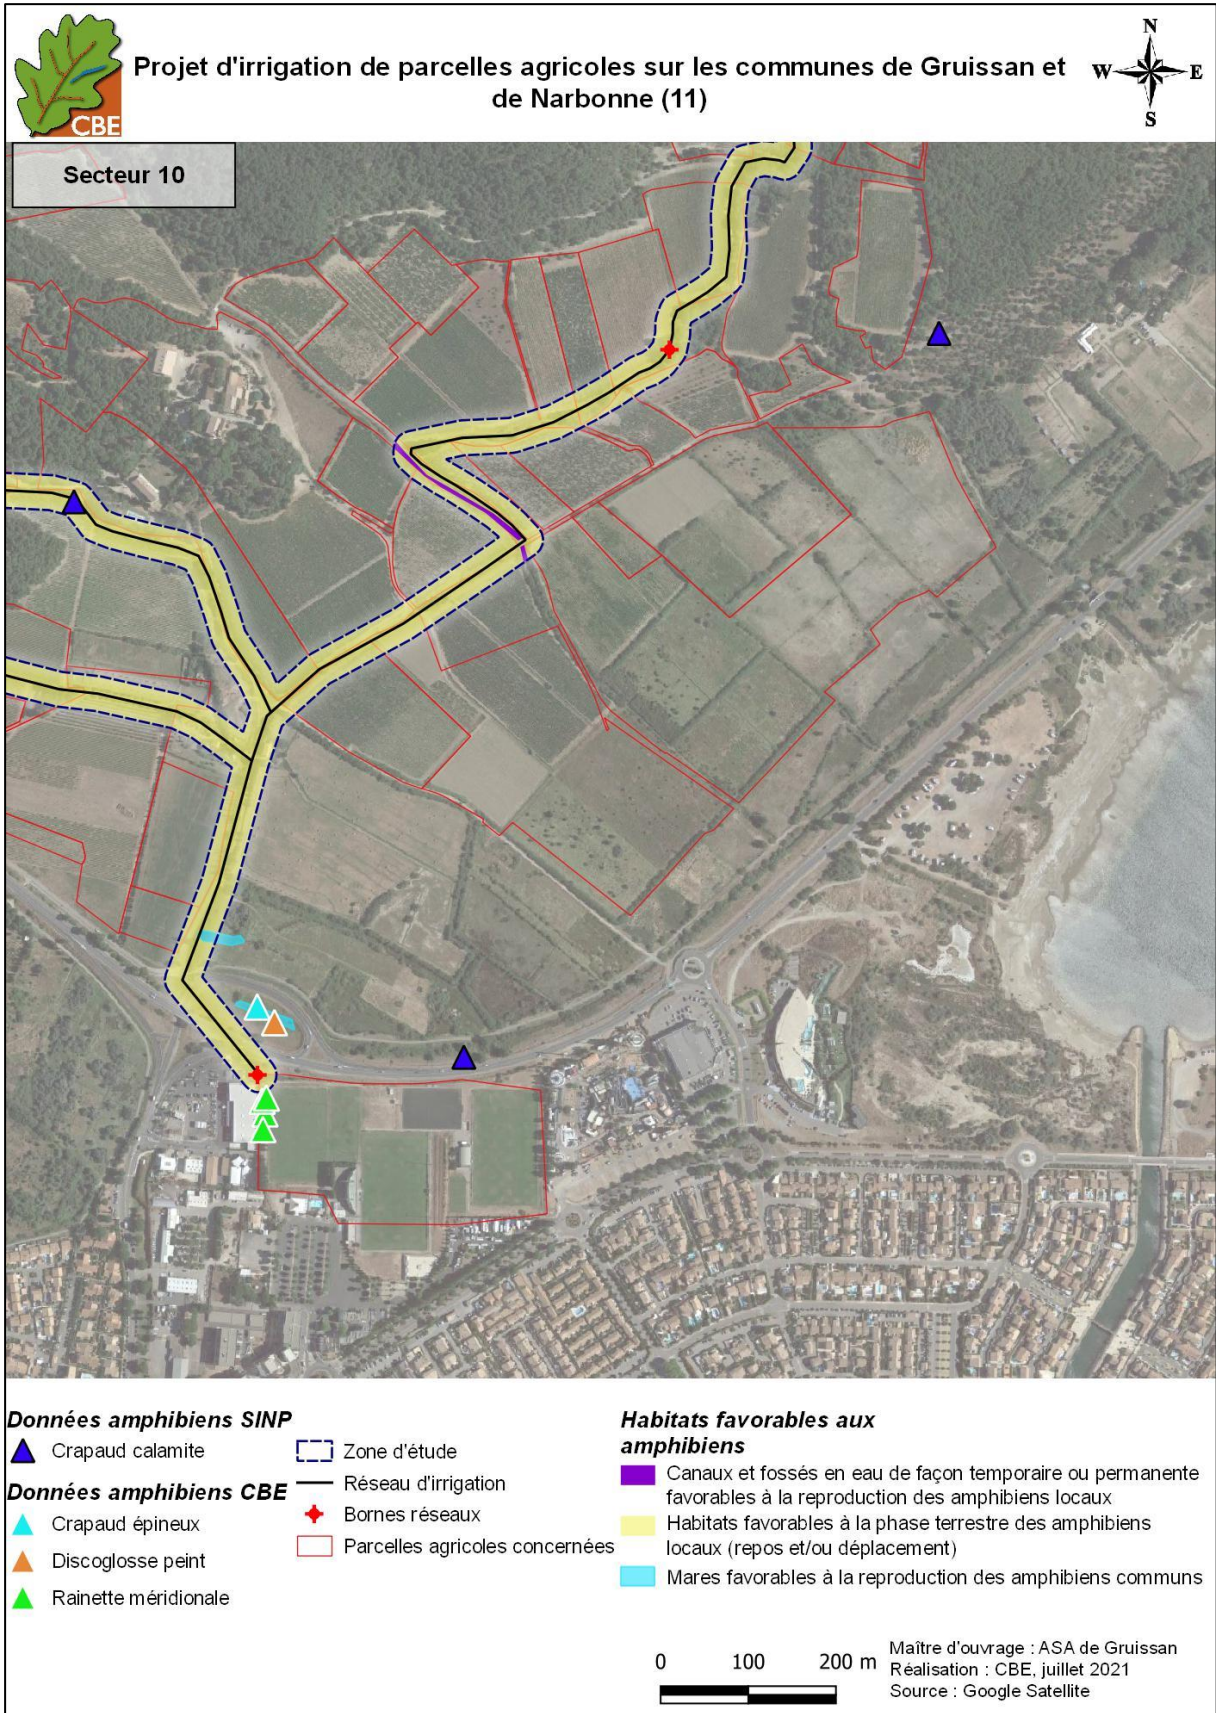 CBE
Projet d'irrigation de parcelles agricoles sur les communes de Gruissan et
de Narbonne (11)
N
W
E
S
Secteur 10
Données amphibiens SINP
Crapaud calamite
Données amphibiens CBE
Crapaud épineux
Discoglosse peint
Rainette méridionale
Zone d'étude
Réseau d'irrigation
Bornes réseaux
Parcelles agricoles concernées
Habitats favorables aux
amphibiens
Canaux et fossés en eau de façon temporaire ou permanente
favorables à la reproduction des amphibiens locaux
Habitats favorables à la phase terrestre des amphibiens
locaux (repos et/ou déplacement)
Mares favorables à la reproduction des amphibiens communs
0 100 200 m
Maître d'ouvrage : ASA de Gruissan
Réalisation : CBE, juillet 2021
Source : Google Satellite